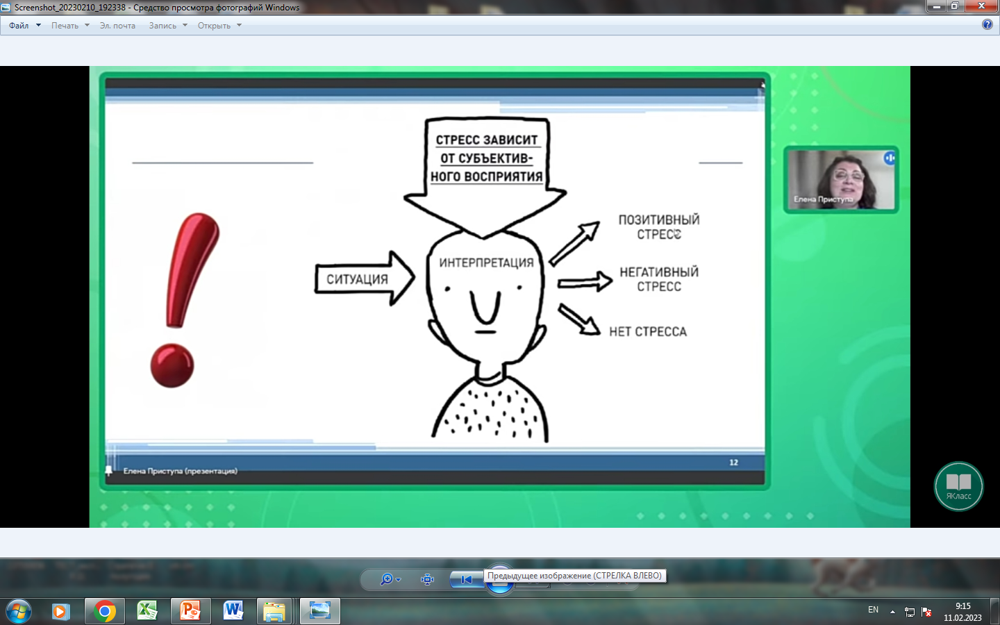 Screenshot_20230210_192338 - Средство просмотра фотографий Windows
Файл Печать Эл. почта Запись Открыть
СТРЕСС ЗАВИСИТ
ОТ СУБЪЕКТИВ-
НОГО ВОСПРИЯТИЯ
СИТУАЦИЯ
ИНТЕРПРЕТАЦИЯ
ПОЗИТИВНЫЙ
СТРЕСС
НЕГАТИВНЫЙ
СТРЕСС
НЕТ СТРЕССА
12
Елена Приступа (презентация)
Елена Приступа
ЯКласс
Предыдущее изображение (СТРЕЛКА ВЛЕВО)
EN
9:15
11.02.2023